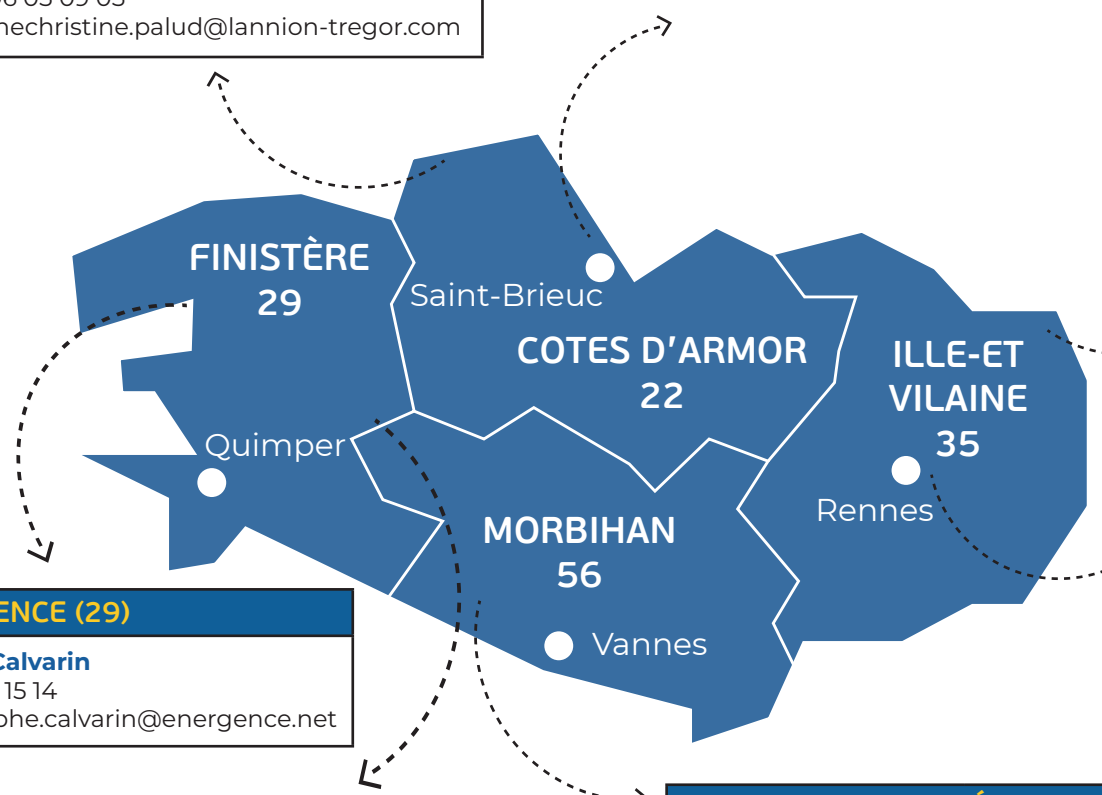 nechristine.palud@lannion-tregor.com
FINISTÈRE
29
Saint-Brieuc
COTES D'ARMOR
22
ILLE-ET
VILAINE
35
Quimper
Rennes
MORBIHAN
56
Vannes
ENCE (29)
Calvarin
15 14
phe.calvarin@energence.net